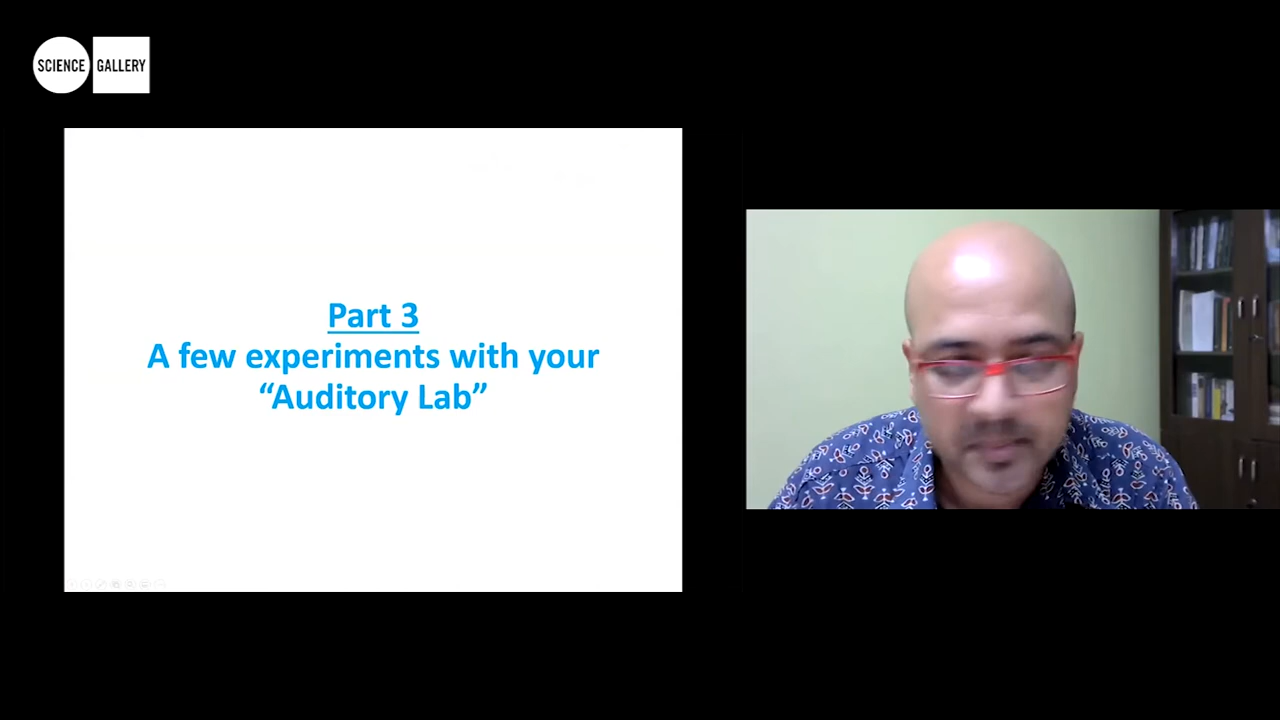 SCIENCE GALLERY
Part 3
A few experiments with your
“Auditory Lab”